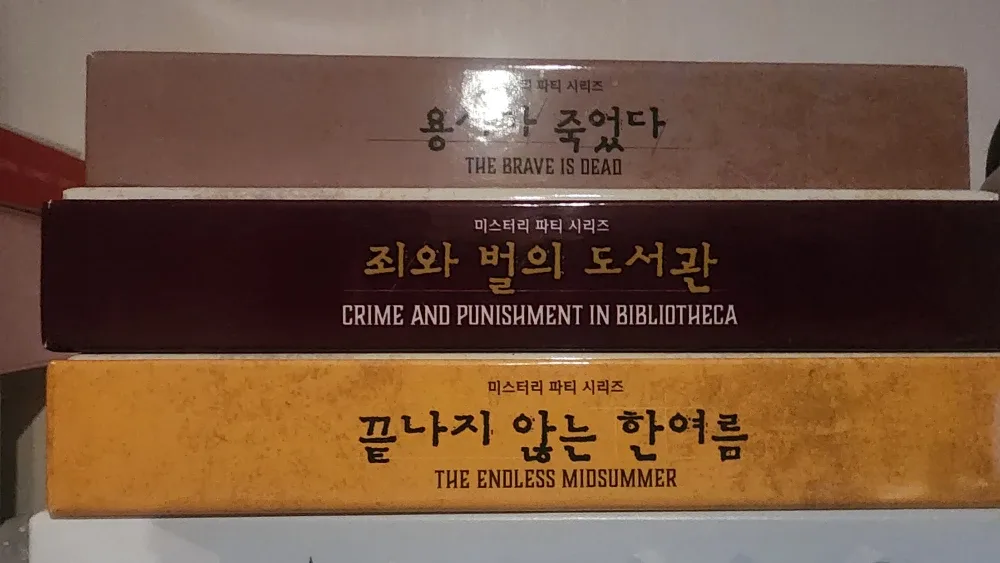 파티 시리즈
죽었다
THE BRAVE IS DEAD
미스터리 파티 시리즈
죄와 벌의 도서관
CRIME AND PUNISHMENT IN BIBLIOTHECA
미스터리 파티 시리즈
끝나지 않는 한여름
THE ENDLESS MIDSUMMER